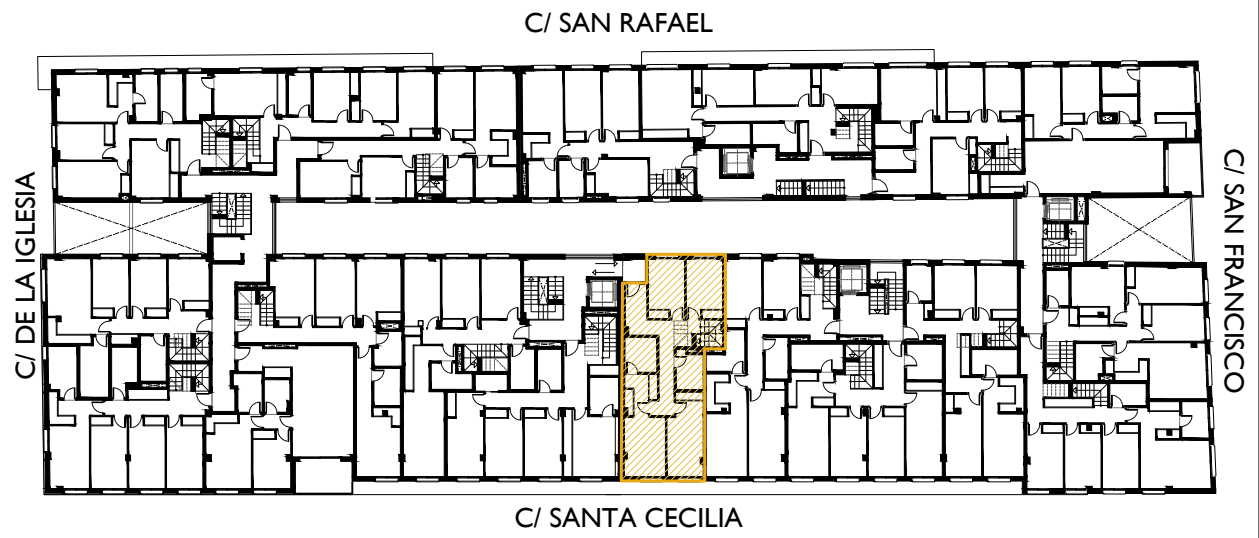 C/ SAN RAFAEL
C/ DE LA IGLESIA
C/ SAN FRANCISCO
C/ SANTA CECILIA